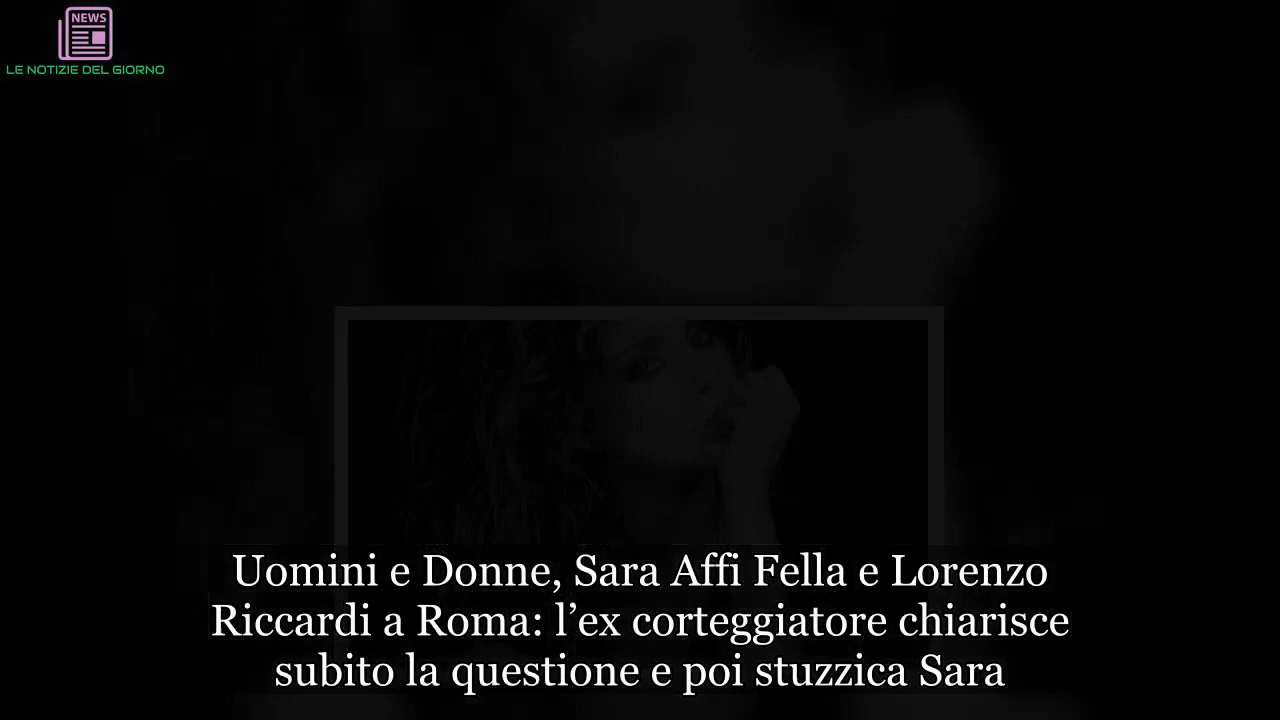 NEWS
LE NOTIZIE DEL GIORNO
Uomini e Donne, Sara Affi Fella e Lorenzo
Riccardi a Roma: l’ex corteggiatore chiarisce
subito la questione e poi stuzzica Sara